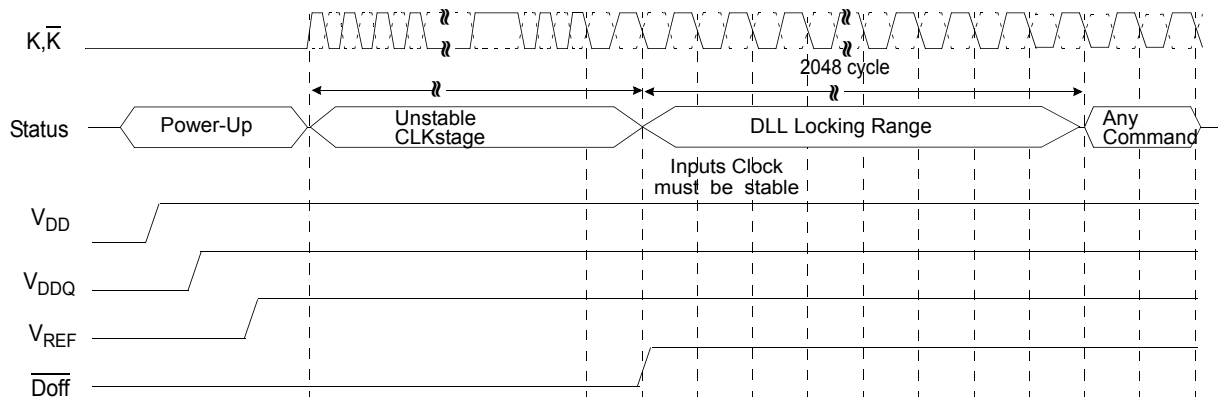 K,K̅
2048 cycle
Status
Power-Up
Unstable
CLKstage
DLL Locking Range
Any
Command
Inputs Clock
must be stable
VDD
VDDQ
VREF
D̅o̅f̅f̅